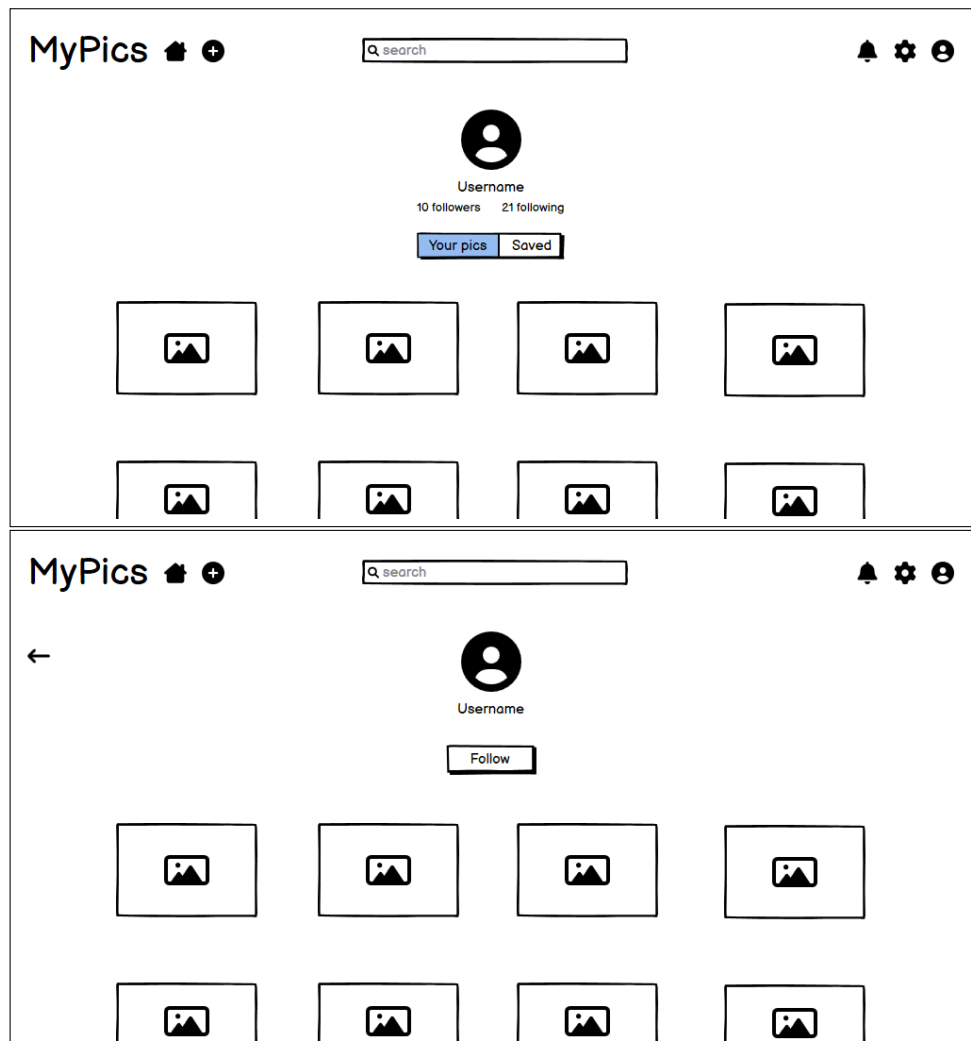 MyPics search
Username
10 followers 21 following
Your pics Saved
MyPics search
Username
Follow